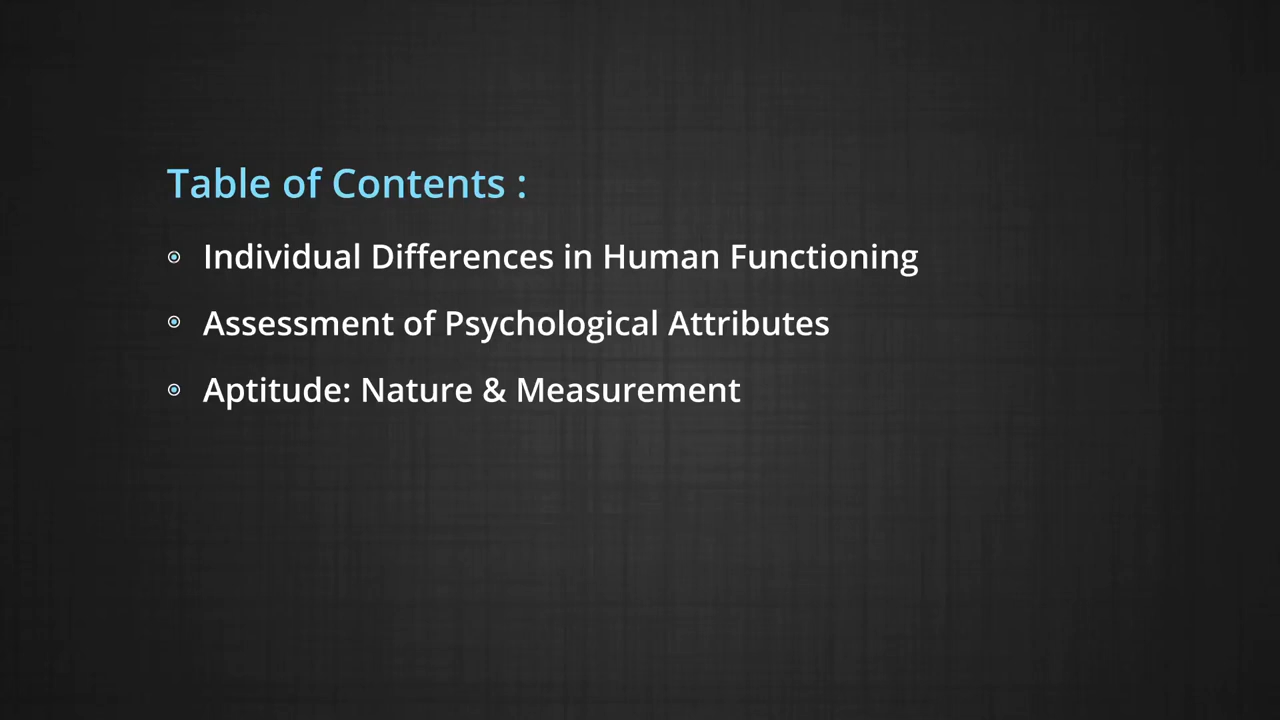 Table of Contents :
Individual Differences in Human Functioning
Assessment of Psychological Attributes
Aptitude: Nature & Measurement